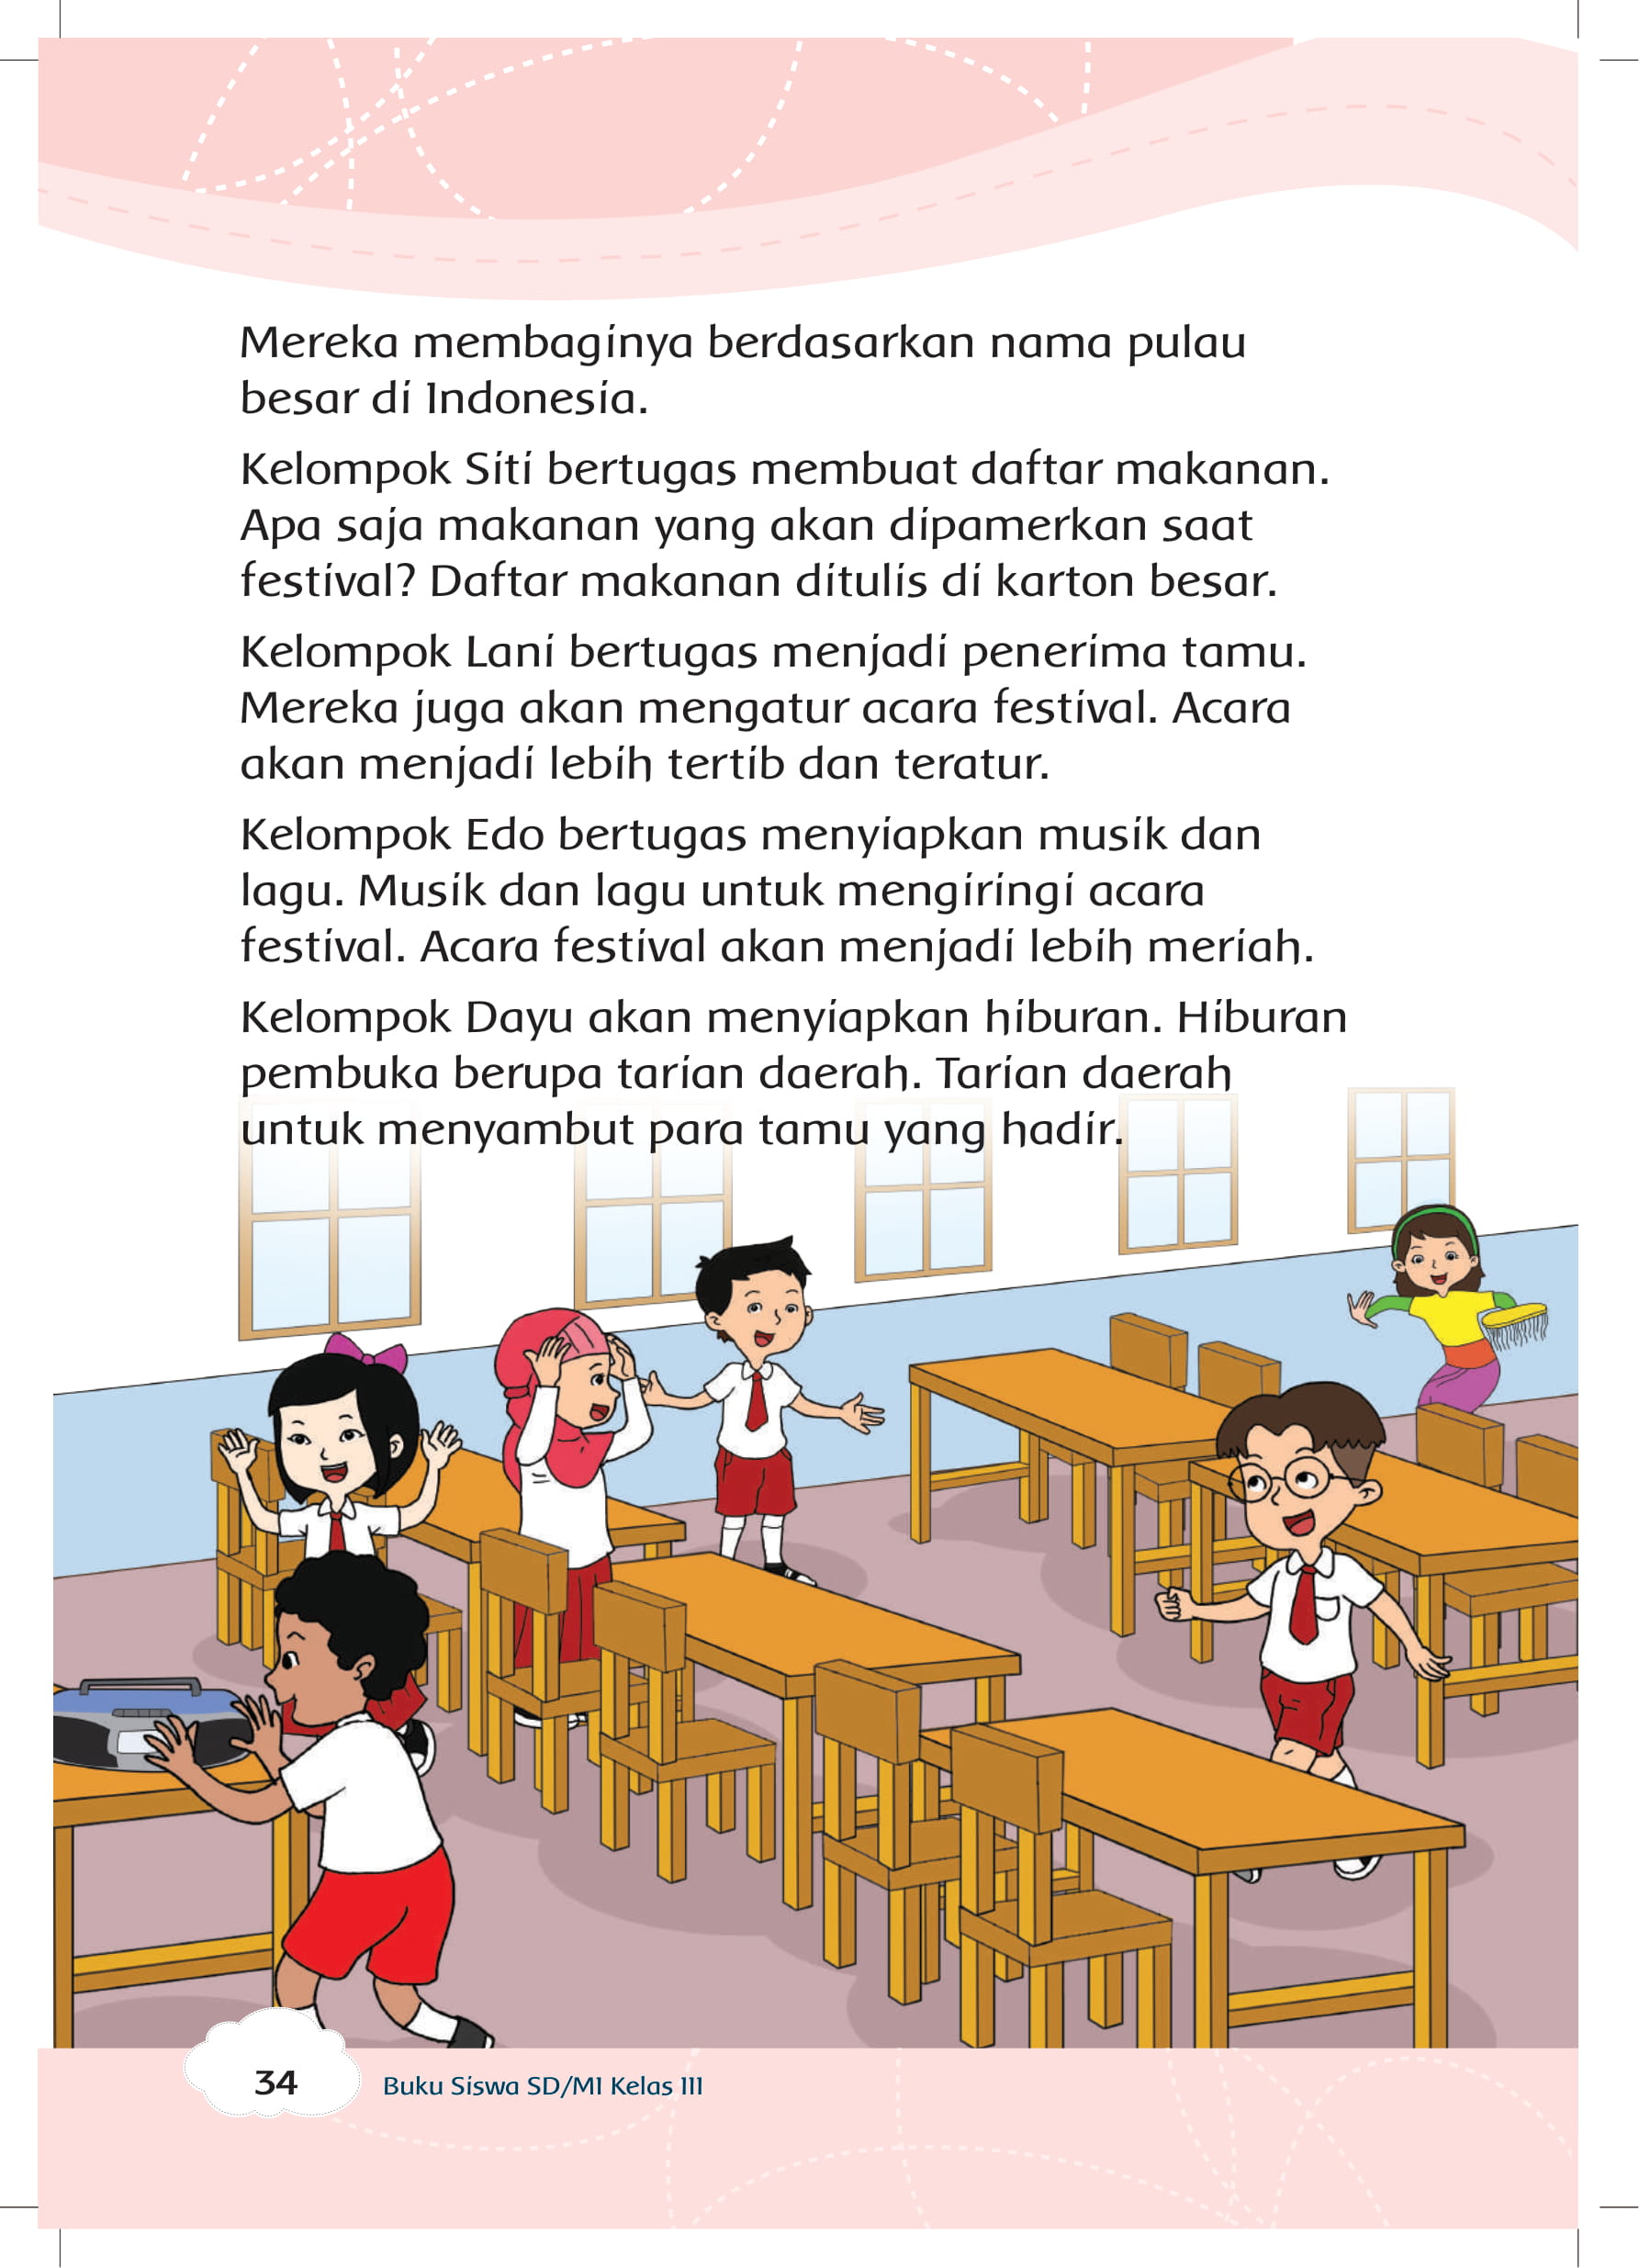 Mereka membaginya berdasarkan nama pulau
besar di Indonesia.
Kelompok Siti bertugas membuat daftar makanan.
Apa saja makanan yang akan dipamerkan saat
festival? Daftar makanan ditulis di karton besar.
Kelompok Lani bertugas menjadi penerima tamu.
Mereka juga akan mengatur acara festival. Acara
akan menjadi lebih tertib dan teratur.
Kelompok Edo bertugas menyiapkan musik dan
lagu. Musik dan lagu untuk mengiringi acara
festival. Acara festival akan menjadi lebih meriah.
Kelompok Dayu akan menyiapkan hiburan. Hiburan
pembuka berupa tarian daerah. Tarian daerah
untuk menyambut para tamu yang hadir.
34
Buku Siswa SD/MI Kelas III